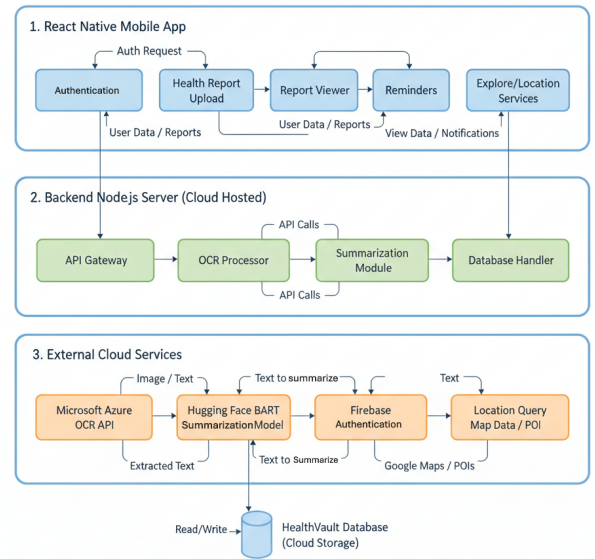 1. React Native Mobile App
Auth Request
Authentication
Health Report
Upload
Report Viewer
Reminders
Explore/Location
Services
User Data / Reports
User Data / Reports
View Data / Notifications
2. Backend Nodejs Server (Cloud Hosted)
API Calls
API Gateway
OCR Processor
Summarization
Module
Database Handler
API Calls
3. External Cloud Services
Image / Text
Text to summarize
Text
Microsoft Azure
OCR API
Hugging Face BART
SummarizationModel
Firebase
Authentication
Location Query
Map Data / POI
Extracted Text
Text to Summarize
Google Maps / POIs
Read/Write
HealthVault Database
(Cloud Storage)